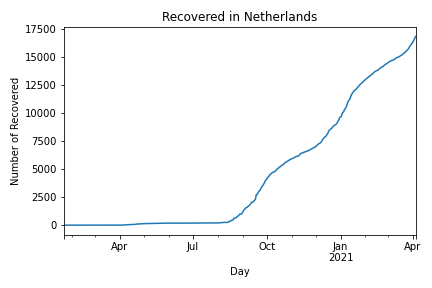 Recovered in Netherlands
17500
15000
12500
10000
7500
5000
2500
0
Number of Recovered
Apr Jul Oct Jan Apr
2021
Day